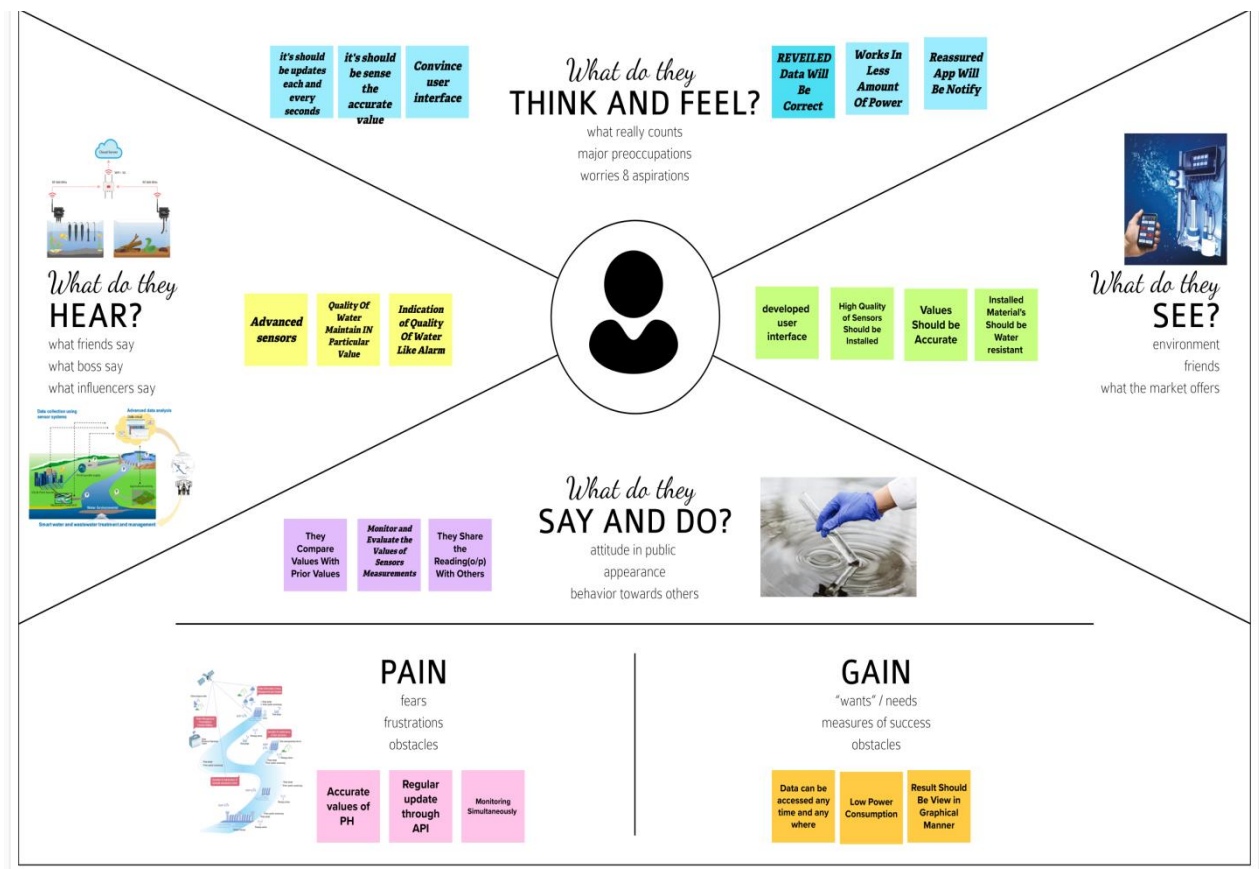 it's should
be updates
each and
every
seconds
it's should
be sense
the
accurate
value
Convince
user
interface
What do they
THINK AND FEEL?
what really counts
major preoccupations
worries & aspirations
REVEILED
Data Will
Be
Correct
Works In
Less
Amount
Of Power
Reassured
App Will
Be Notify
What do they
HEAR?
what friends say
what boss say
what influencers say
Data collection using
sensor systems
Advanced data analysis
Smart water and wastewater treatment and management
Advanced
sensors
Quality Of
Water
Maintain IN
Particular
Value
Indication
of Quality
Of Water
Like Alarm
developed
user
interface
High Quality
of Sensors
Should be
Installed
Values
Should be
Accurate
Installed
Material's
Should be
Water
resistant
What do they
SEE?
environment
friends
what the market offers
What do they
SAY AND DO?
attitude in public
appearance
behavior towards others
They
Compare
Values With
Prior Values
Monitor and
Evaluate the
Values of
Sensors
Measurements
They Share
the
Reading(o/p)
With Others
PAIN
fears
frustrations
obstacles
Accurate
values of
PH
Regular
update
through
API
Monitoring
Simultaneously
GAIN
"wants" / needs
measures of success
obstacles
Data can be
accessed any
time and any
where
Low Power
Consumption
Result Should
Be View in
Graphical
Manner